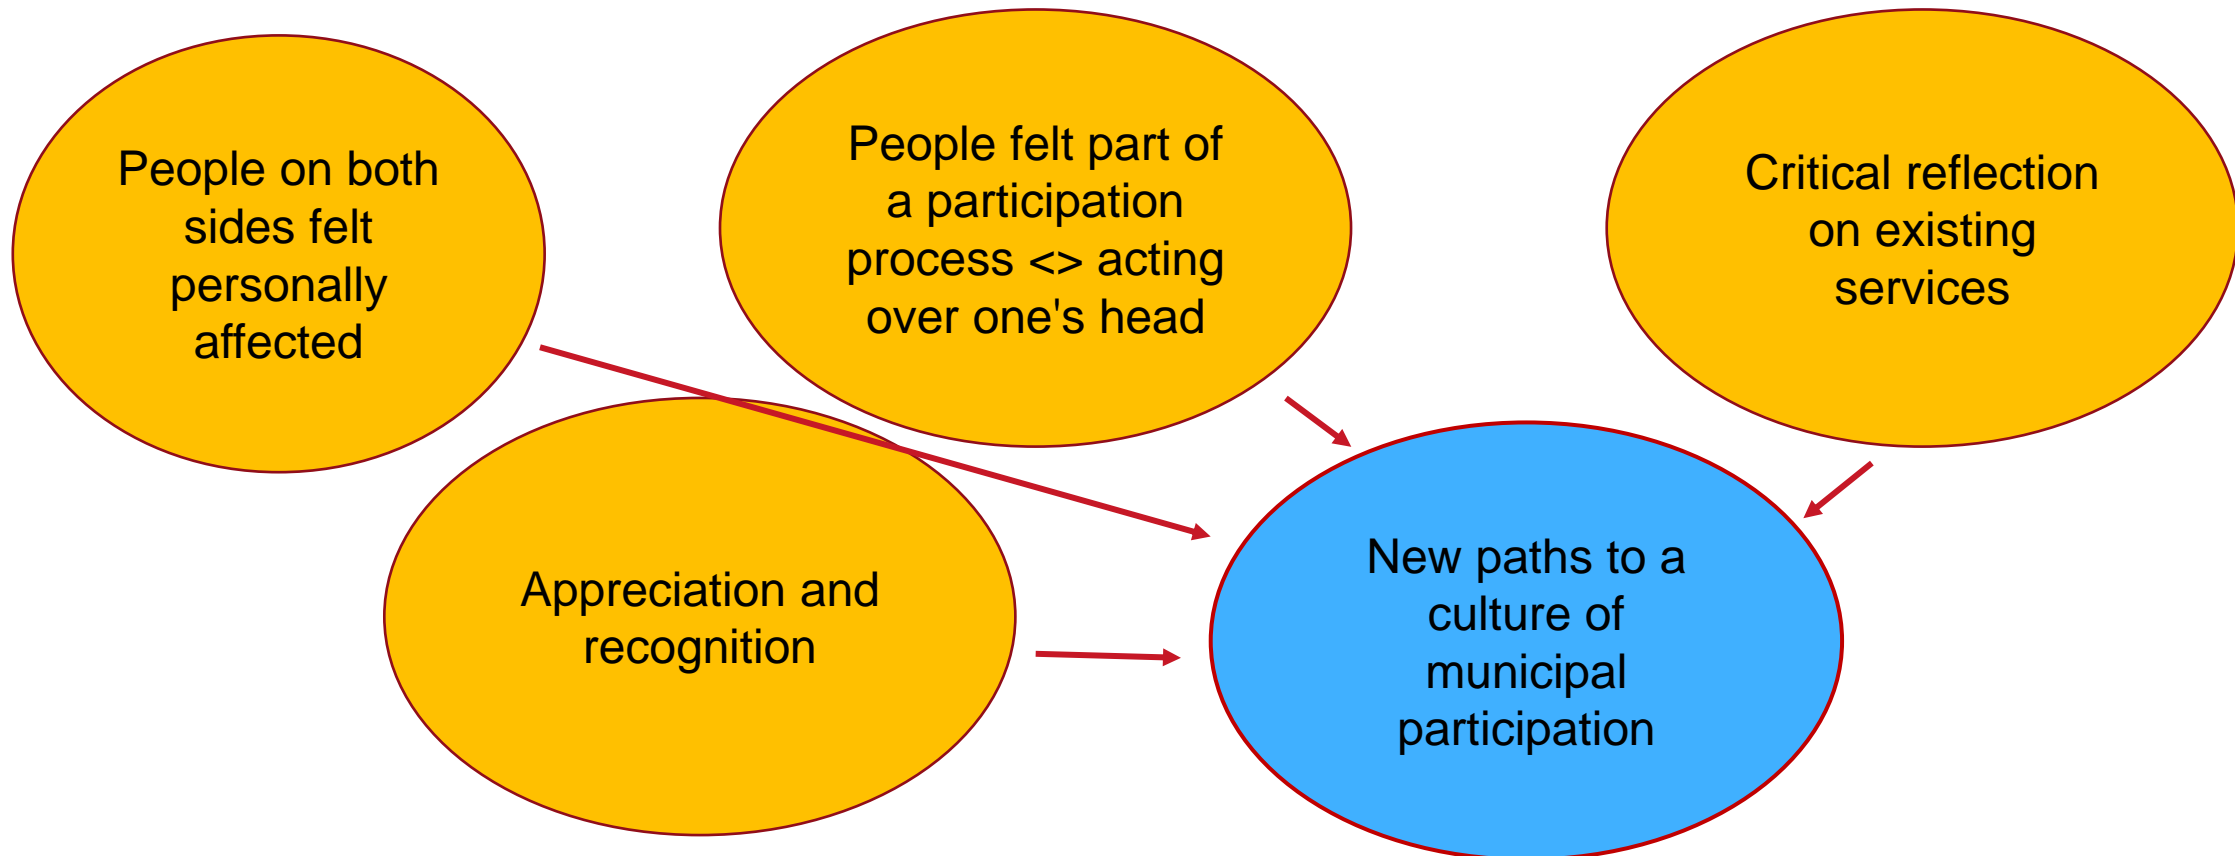 People on both
sides felt
personally
affected
People felt part of
a participation
process <> acting
over one's head
Critical reflection
on existing
services
Appreciation and
recognition
New paths to a
culture of
municipal
participation